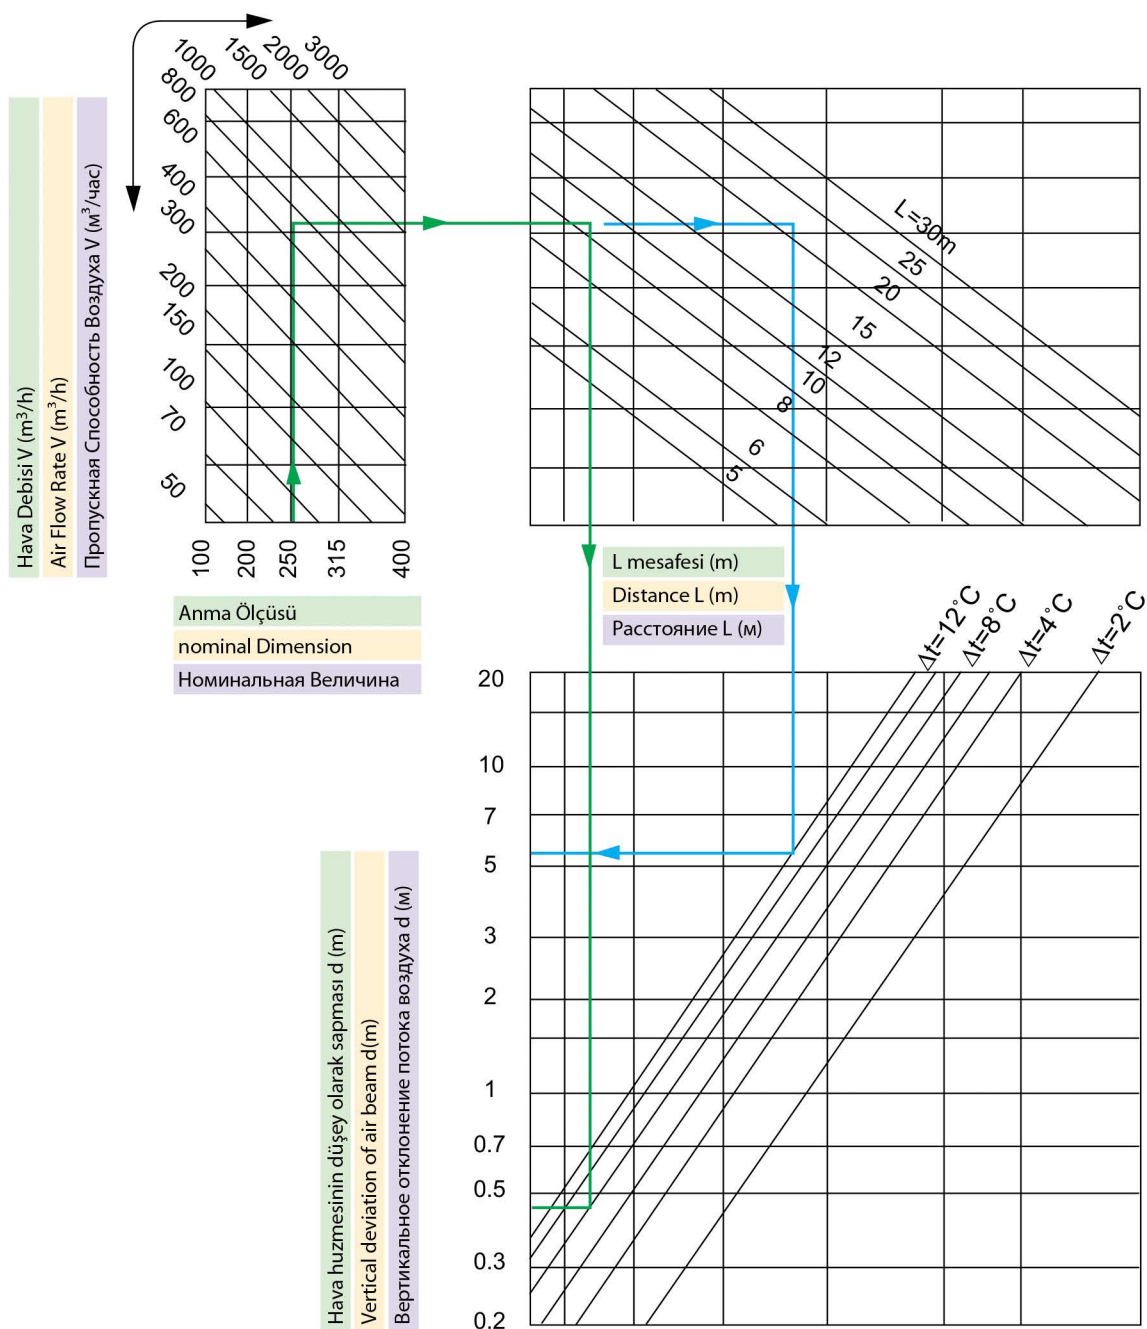 1000
1500
2000
3000
800
600
400
300
200
150
100
70
50
100
200
250
315
400
Hava Debisi V (m³/h)
Air Flow Rate V (m³/h)
Пропускная Способность Воздуха V (м³/час)
Anma Ölçüsü
nominal Dimension
Номинальная Величина
L=30m
25
20
15
12
10
8
6
5
L mesafesi (m)
Distance L (m)
Расстояние L (м)
Δt=12°C
Δt=8°C
Δt=4°C
Δt=2°C
20
10
7
5
3
2
1
0.7
0.5
0.3
0.2
Hava huzmesinin düşey olarak sapması d (m)
Vertical deviation of air beam d(m)
Вертикальное отклонение потока воздуха d (м)